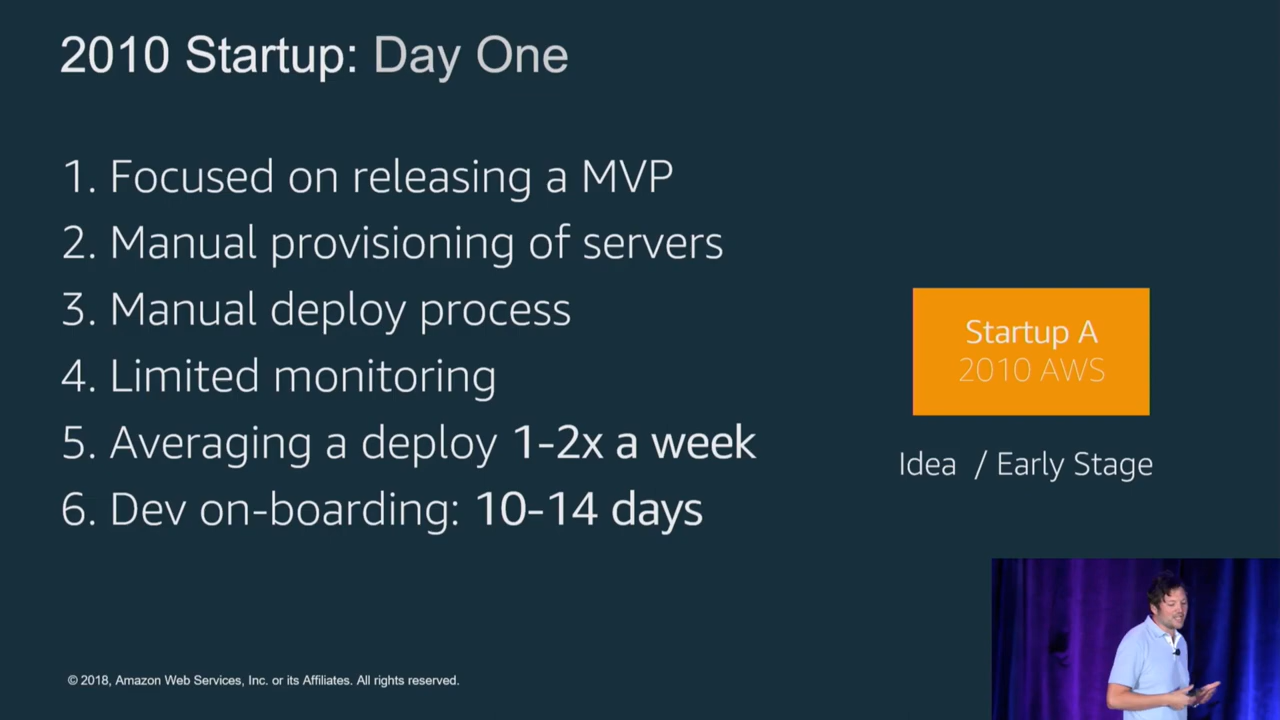 2010 Startup: Day One
1. Focused on releasing a MVP
2. Manual provisioning of servers
3. Manual deploy process
4. Limited monitoring
5. Averaging a deploy 1-2x a week
6. Dev on-boarding: 10-14 days
Startup A
2010 AWS
Idea / Early Stage
© 2018, Amazon Web Services, Inc. or its Affiliates. All rights reserved.